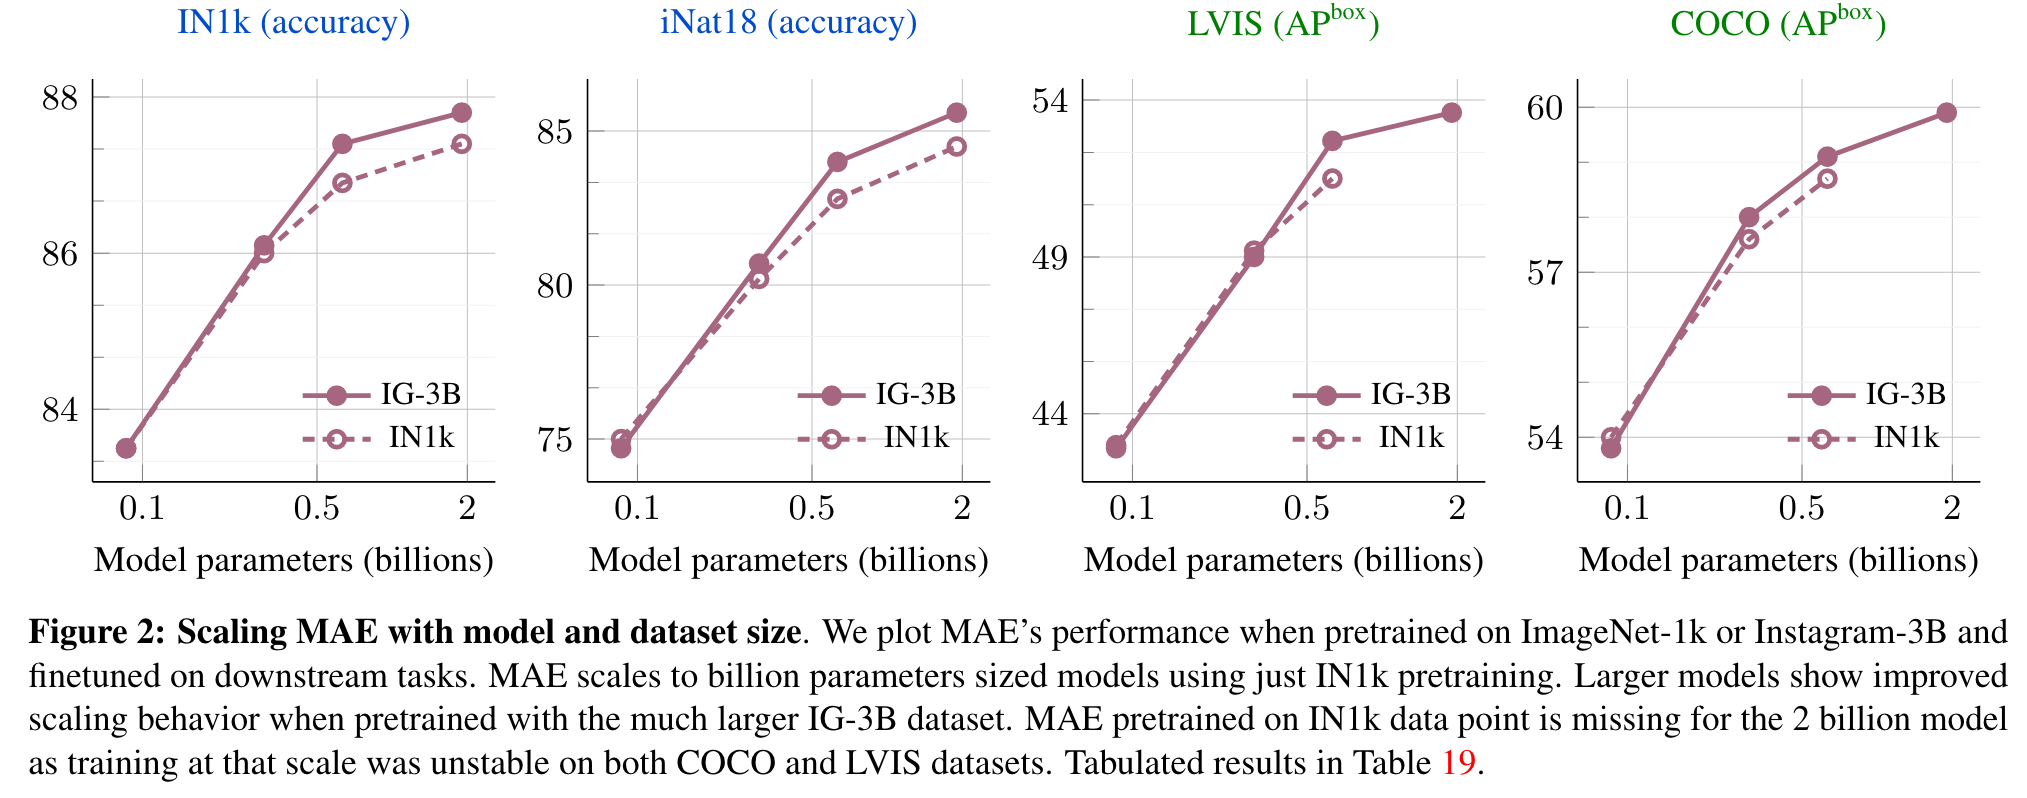 IN1k (accuracy)
88
86
84
0.1 0.5 2
IG-3B
IN1k
Model parameters (billions)
iNat18 (accuracy)
85
80
75
0.1 0.5 2
IG-3B
IN1k
Model parameters (billions)
LVIS (AP^box)
54
49
44
0.1 0.5 2
IG-3B
IN1k
Model parameters (billions)
COCO (AP^box)
60
57
54
0.1 0.5 2
IG-3B
IN1k
Model parameters (billions)
Figure 2: Scaling MAE with model and dataset size. We plot MAE's performance when pretrained on ImageNet-1k or Instagram-3B and
finetuned on downstream tasks. MAE scales to billion parameters sized models using just IN1k pretraining. Larger models show improved
scaling behavior when pretrained with the much larger IG-3B dataset. MAE pretrained on IN1k data point is missing for the 2 billion model
as training at that scale was unstable on both COCO and LVIS datasets. Tabulated results in Table 19.